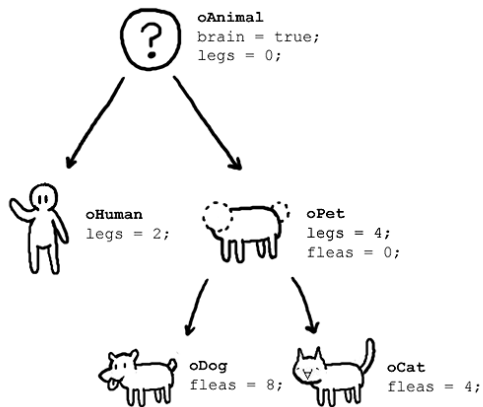 ?
oAnimal
brain = true;
legs = 0;
oHuman
legs = 2;
oPet
legs = 4;
fleas = 0;
oDog
fleas = 8;
oCat
fleas = 4;